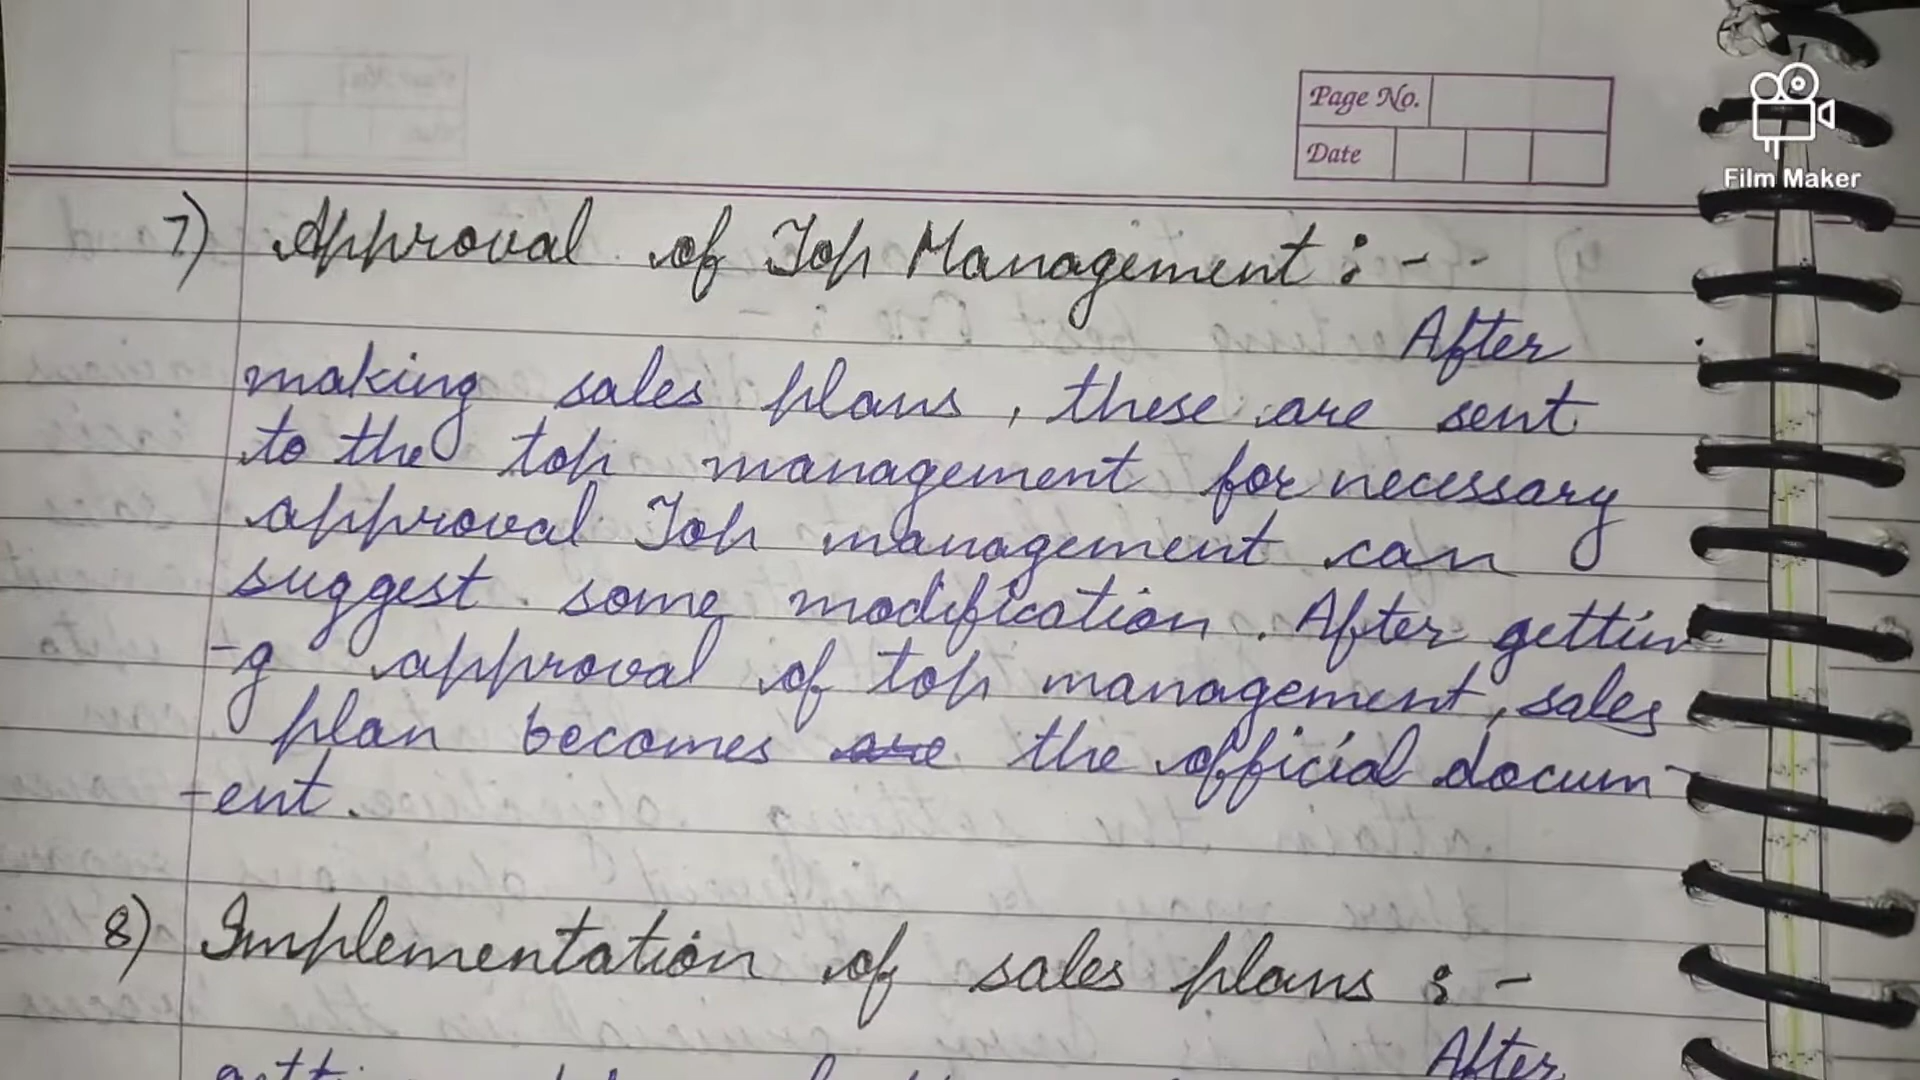 Page No.
Date
Film Maker
7) Approval of Top Management :--
After
making sales plans, these are sent
to the top management for necessary
approval Top management can
suggest some modification. After gettin
-g approval of top management, sales
plan becomes are the official docum-
-ent.
8) Implementation of sales plans :-
After